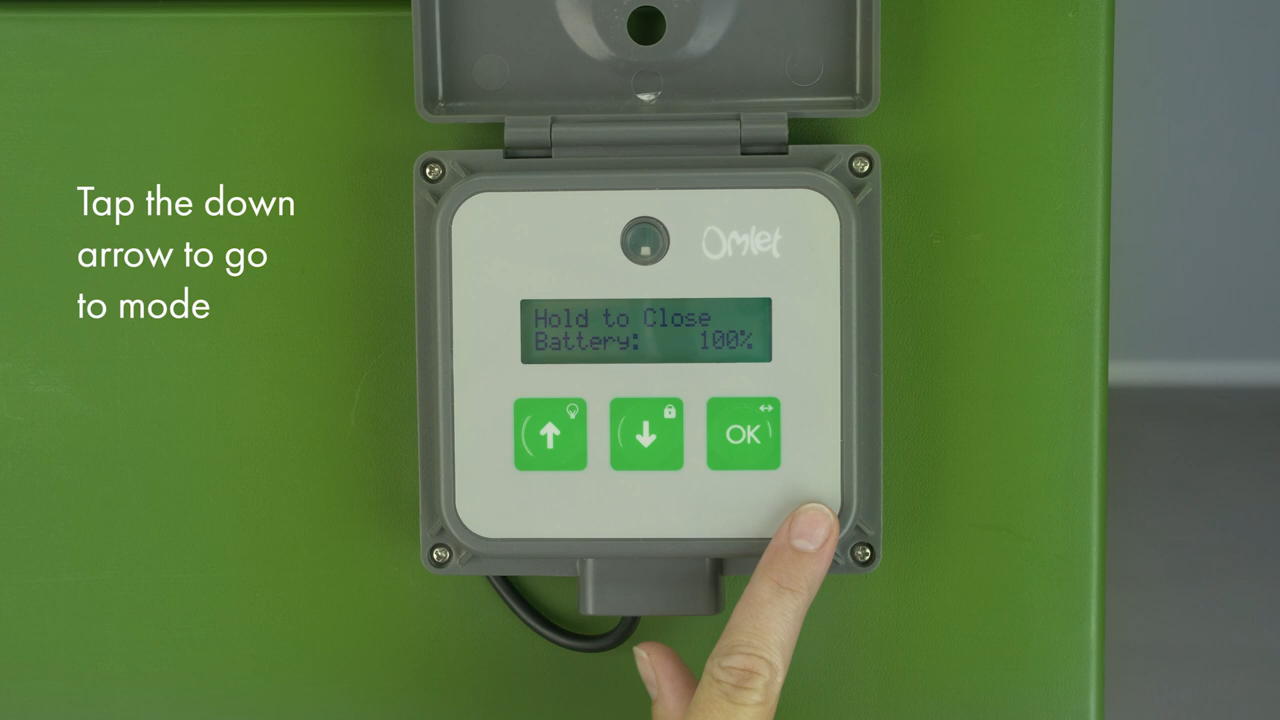 Tap the down
arrow to go
to mode
Omlet
Hold to Close
Battery: 100%
OK